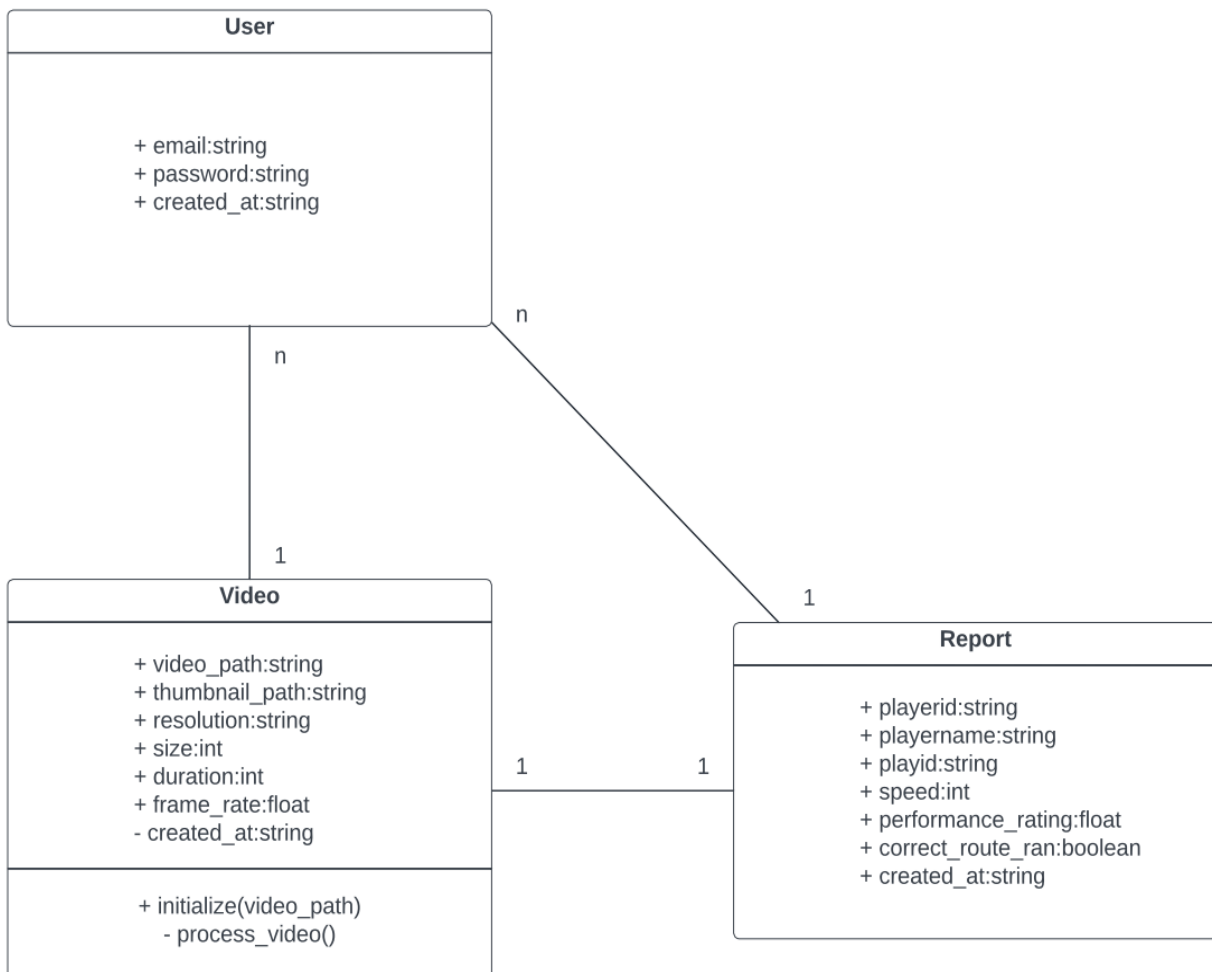 User
+ email:string
+ password:string
+ created_at:string
n
n
1
1
Video
+ video_path:string
+ thumbnail_path:string
+ resolution:string
+ size:int
+ duration:int
+ frame_rate:float
- created_at:string
+ initialize(video_path)
- process_video()
1
1
Report
+ playerid:string
+ playername:string
+ playid:string
+ speed:int
+ performance_rating:float
+ correct_route_ran:boolean
+ created_at:string